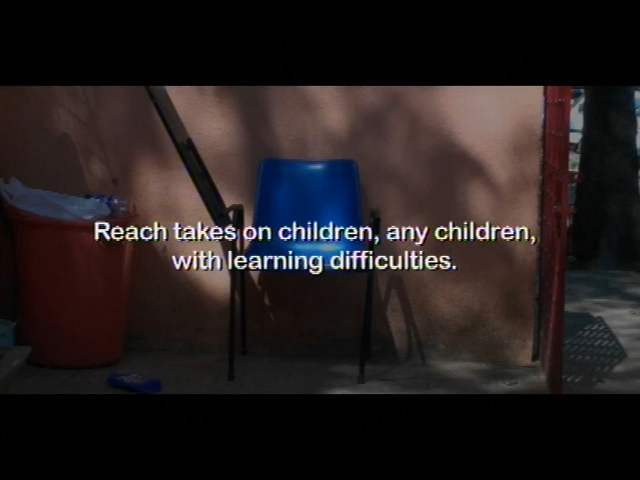 Reach takes on children, any children,
with learning difficulties.